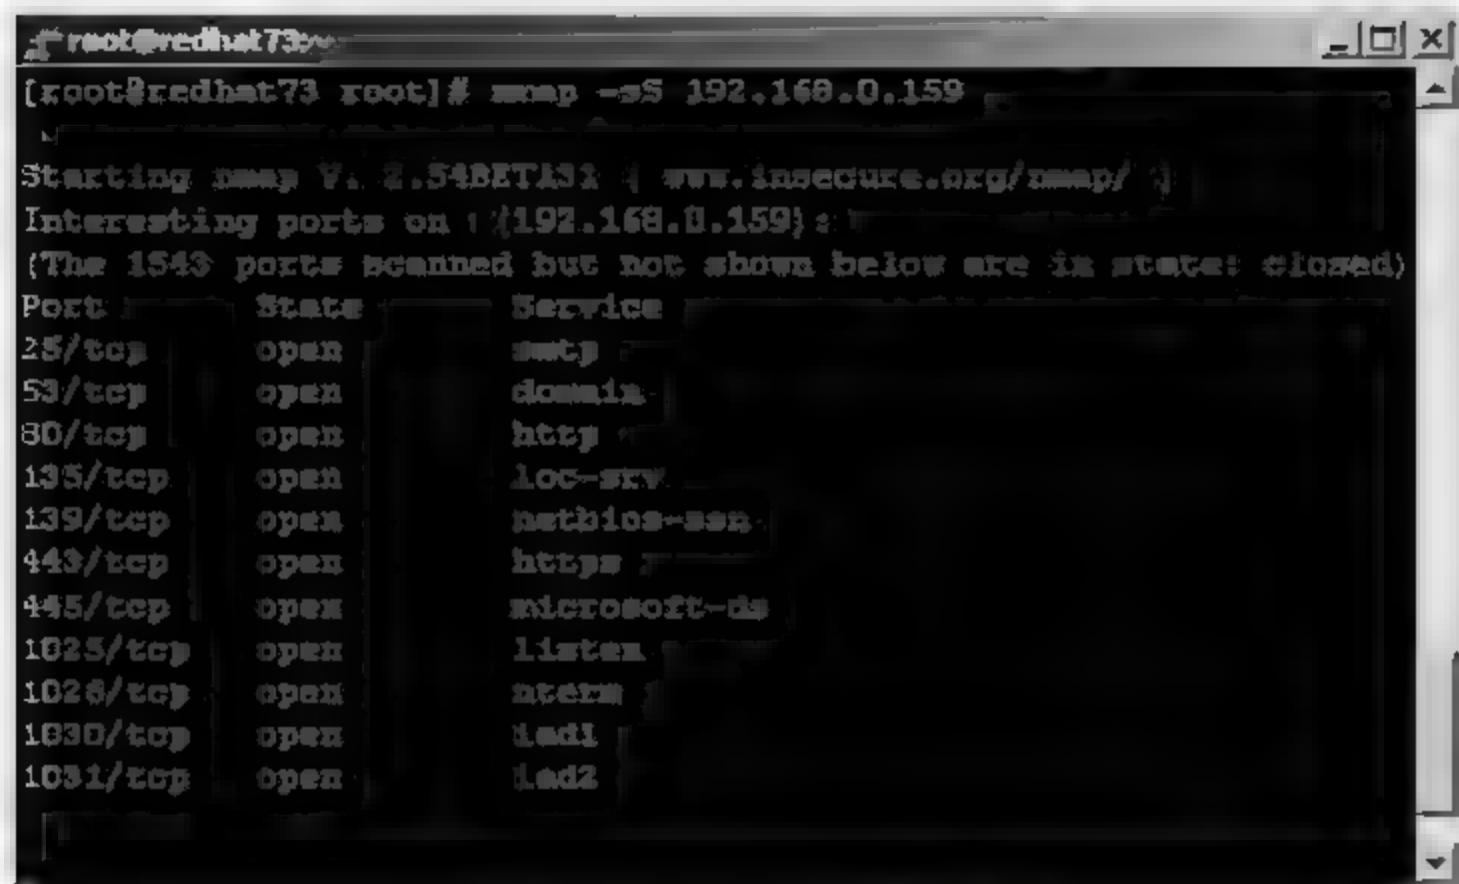 root@redhat73:~
[root@redhat73 root]# nmap -sS 192.168.0.159
Starting nmap V. 2.54BETA31 ( www.insecure.org/nmap/ )
Interesting ports on  (192.168.0.159):
(The 1543 ports scanned but not shown below are in state: closed)
Port State Service
25/tcp open smtp
53/tcp open domain
80/tcp open http
135/tcp open loc-srv
139/tcp open netbios-ssn
443/tcp open https
445/tcp open microsoft-ds
1025/tcp open listen
1026/tcp open nterm
1030/tcp open iad1
1031/tcp open iad2